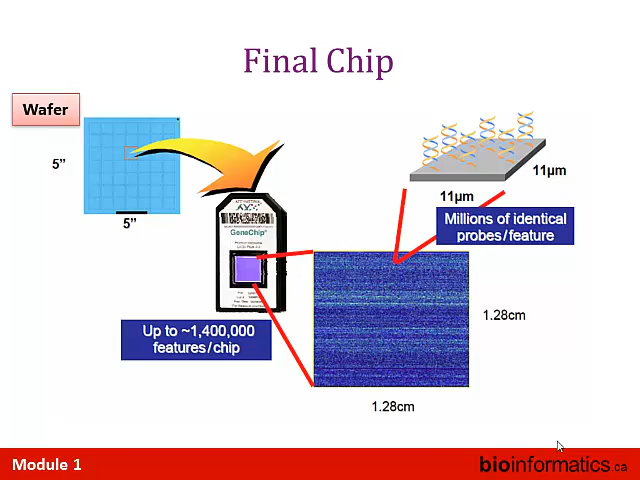 Final Chip
Wafer
5”
5”
GeneChip®
11µm
11µm
Millions of identical
probes/feature
Up to ~1,400,000
features/chip
1.28cm
1.28cm
Module 1
bioinformatics.ca